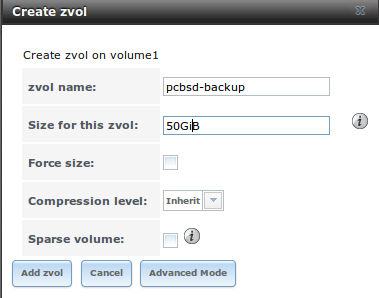 Create zvol
Create zvol on volume1
zvol name: pcbsd-backup
Size for this zvol: 50GiB
Force size:
Compression level: Inherit
Sparse volume:
Add zvol Cancel Advanced Mode